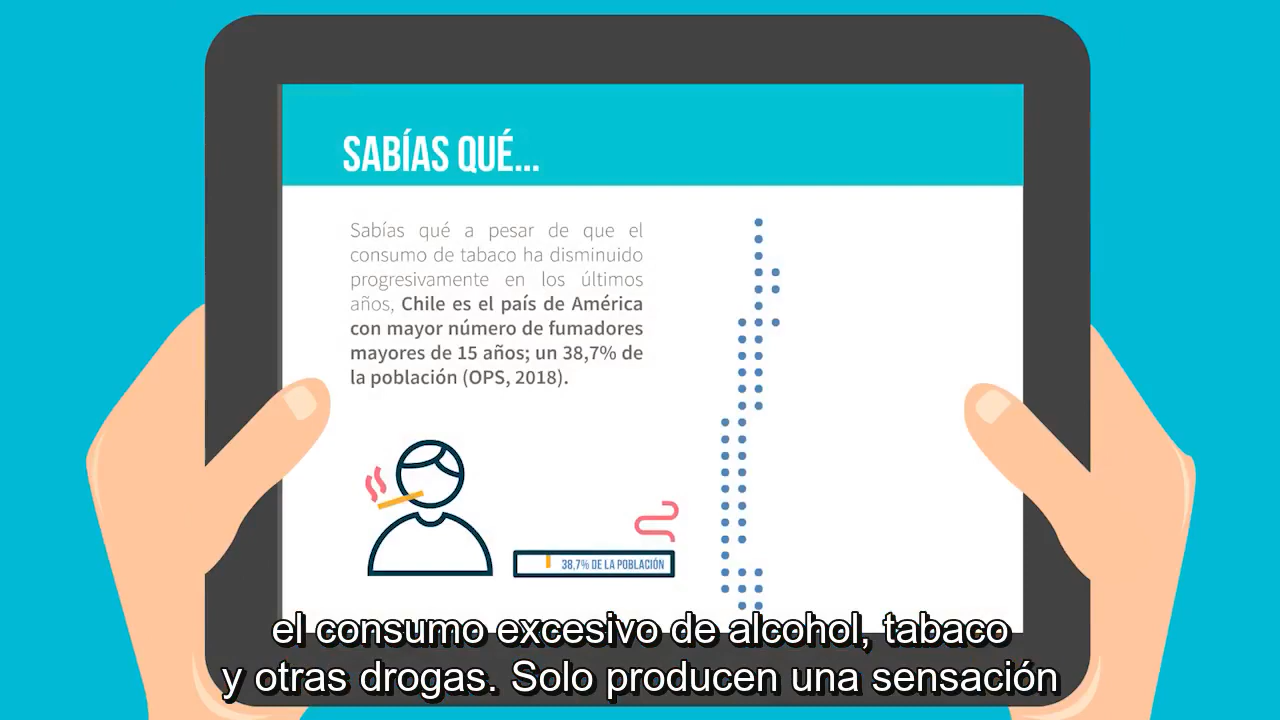 SABÍAS QUÉ...
Sabías qué a pesar de que el
consumo de tabaco ha disminuido
progresivamente en los últimos
años, Chile es el país de América
con mayor número de fumadores
mayores de 15 años; un 38,7% de
la población (OPS, 2018).
38,7% DE LA POBLACIÓN
el consumo excesivo de alcohol, tabaco
y otras drogas. Solo producen una sensación